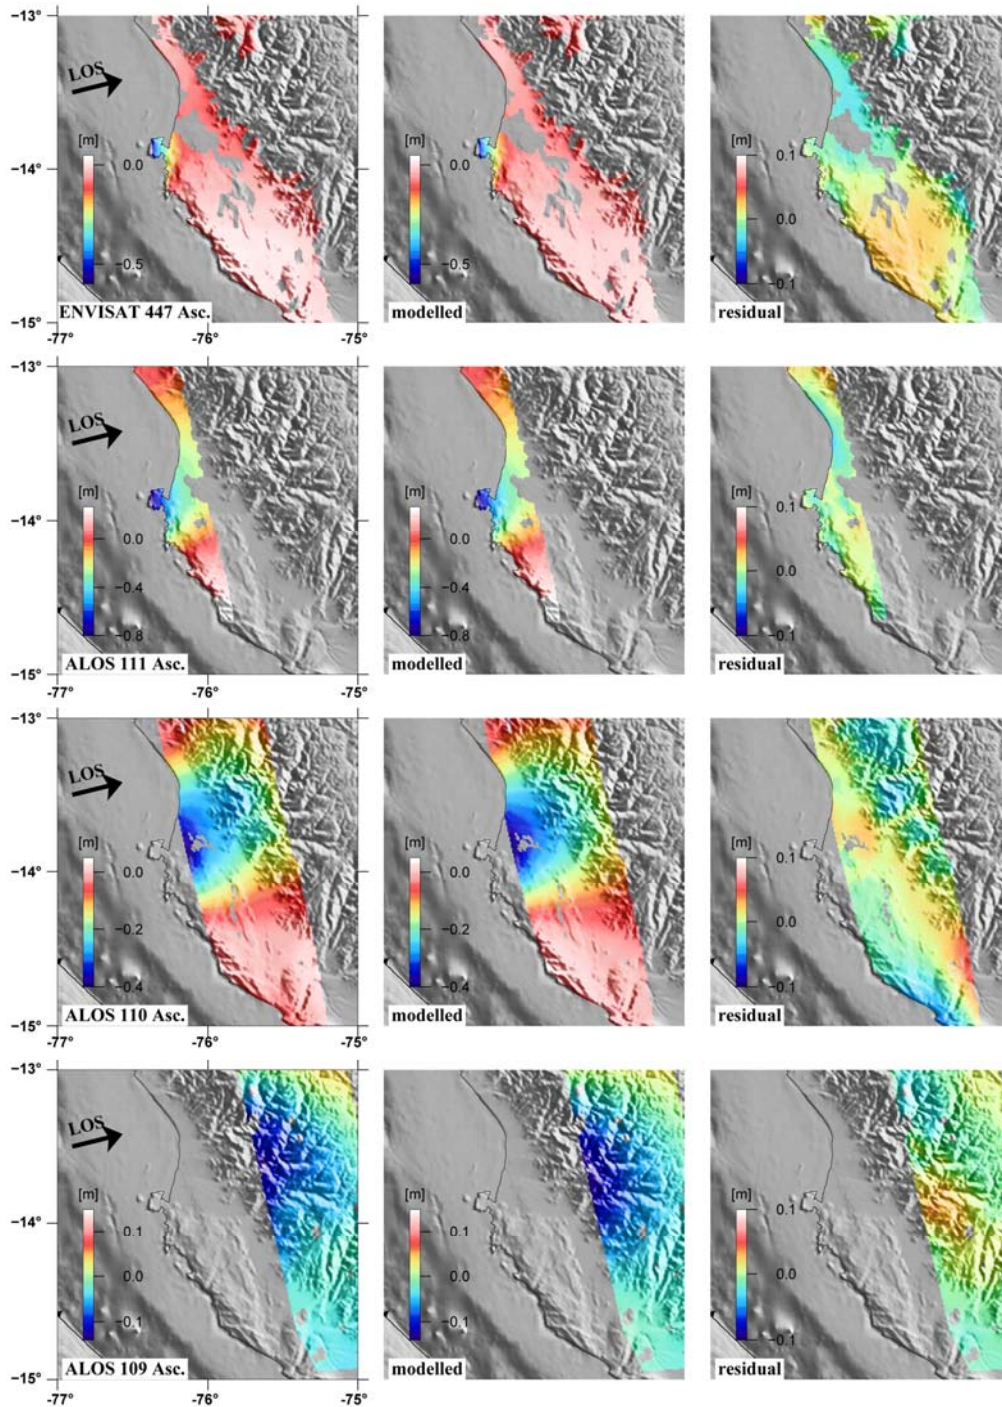 −13°
LOS
[m]
0.0
−0.5
−14°
−15°
ENVISAT 447 Asc.
-77°
-76°
-75°
[m]
0.0
−0.5
modelled
0.1
0.0
−0.1
residual
−13°
LOS
[m]
0.0
−0.4
−0.8
−14°
−15°
ALOS 111 Asc.
-77°
-76°
-75°
[m]
0.0
−0.4
−0.8
modelled
0.1
0.0
−0.1
residual
−13°
LOS
[m]
0.0
−0.2
−0.4
−14°
−15°
ALOS 110 Asc.
-77°
-76°
-75°
[m]
0.0
−0.2
−0.4
modelled
0.1
0.0
−0.1
residual
−13°
LOS
[m]
0.1
0.0
−0.1
−14°
−15°
ALOS 109 Asc.
-77°
-76°
-75°
[m]
0.1
0.0
−0.1
modelled
0.1
0.0
−0.1
residual